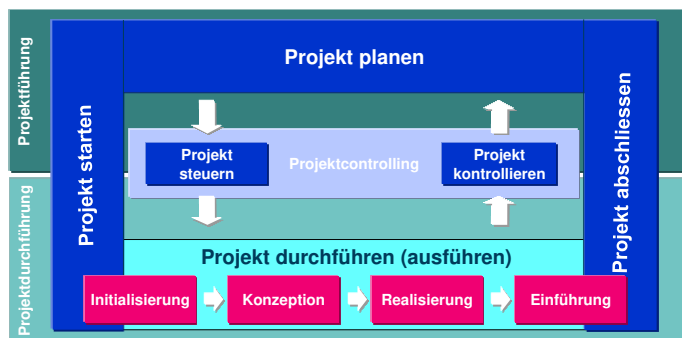 Projektführung
Projekt planen
Projekt starten
Projekt abschliessen
Projekt
steuern
Projektcontrolling
Projekt
kontrollieren
Projektdurchführung
Projekt durchführen (ausführen)
Initialisierung
Konzeption
Realisierung
Einführung